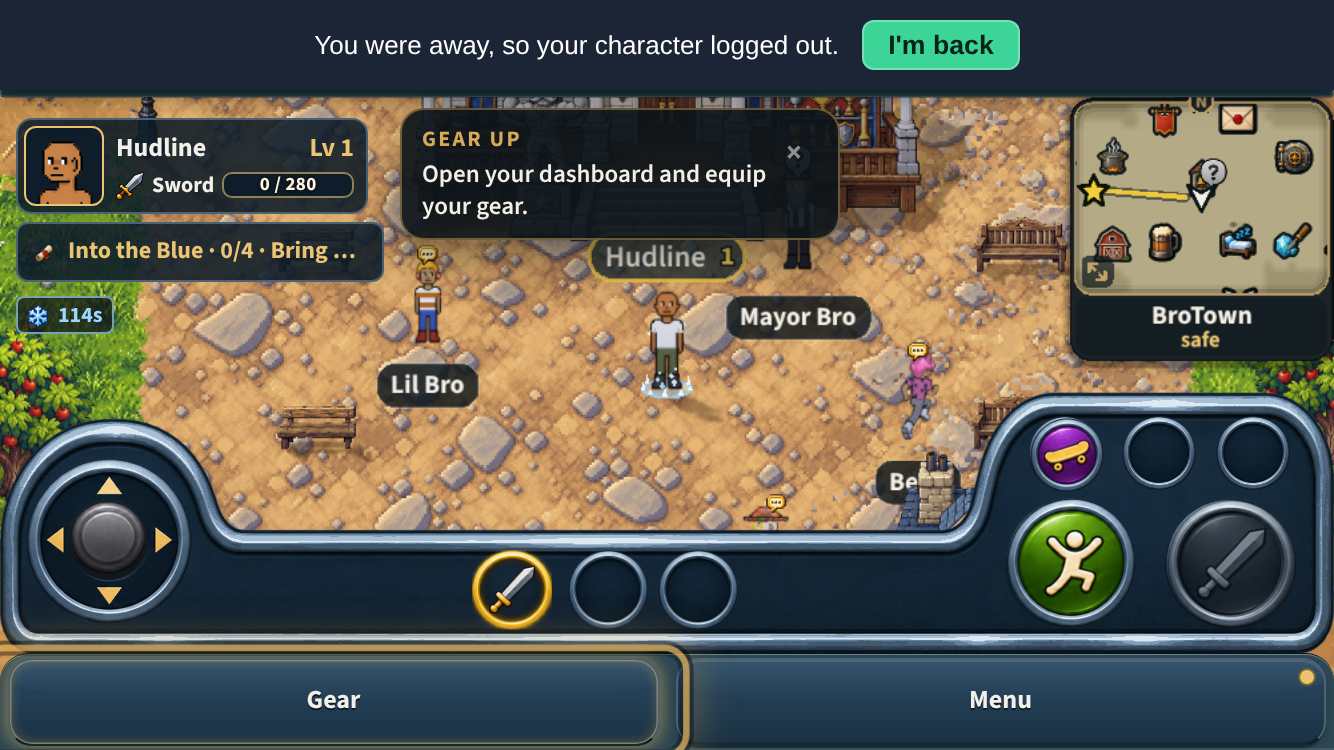 You were away, so your character logged out.
I'm back
Hudline
Lv 1
Sword
0 / 280
Into the Blue · 0/4 · Bring ...
114s
GEAR UP
Open your dashboard and equip
your gear.
×
N
?
BroTown
safe
Hudline 1
Mayor Bro
Lil Bro
Be
Gear
Menu